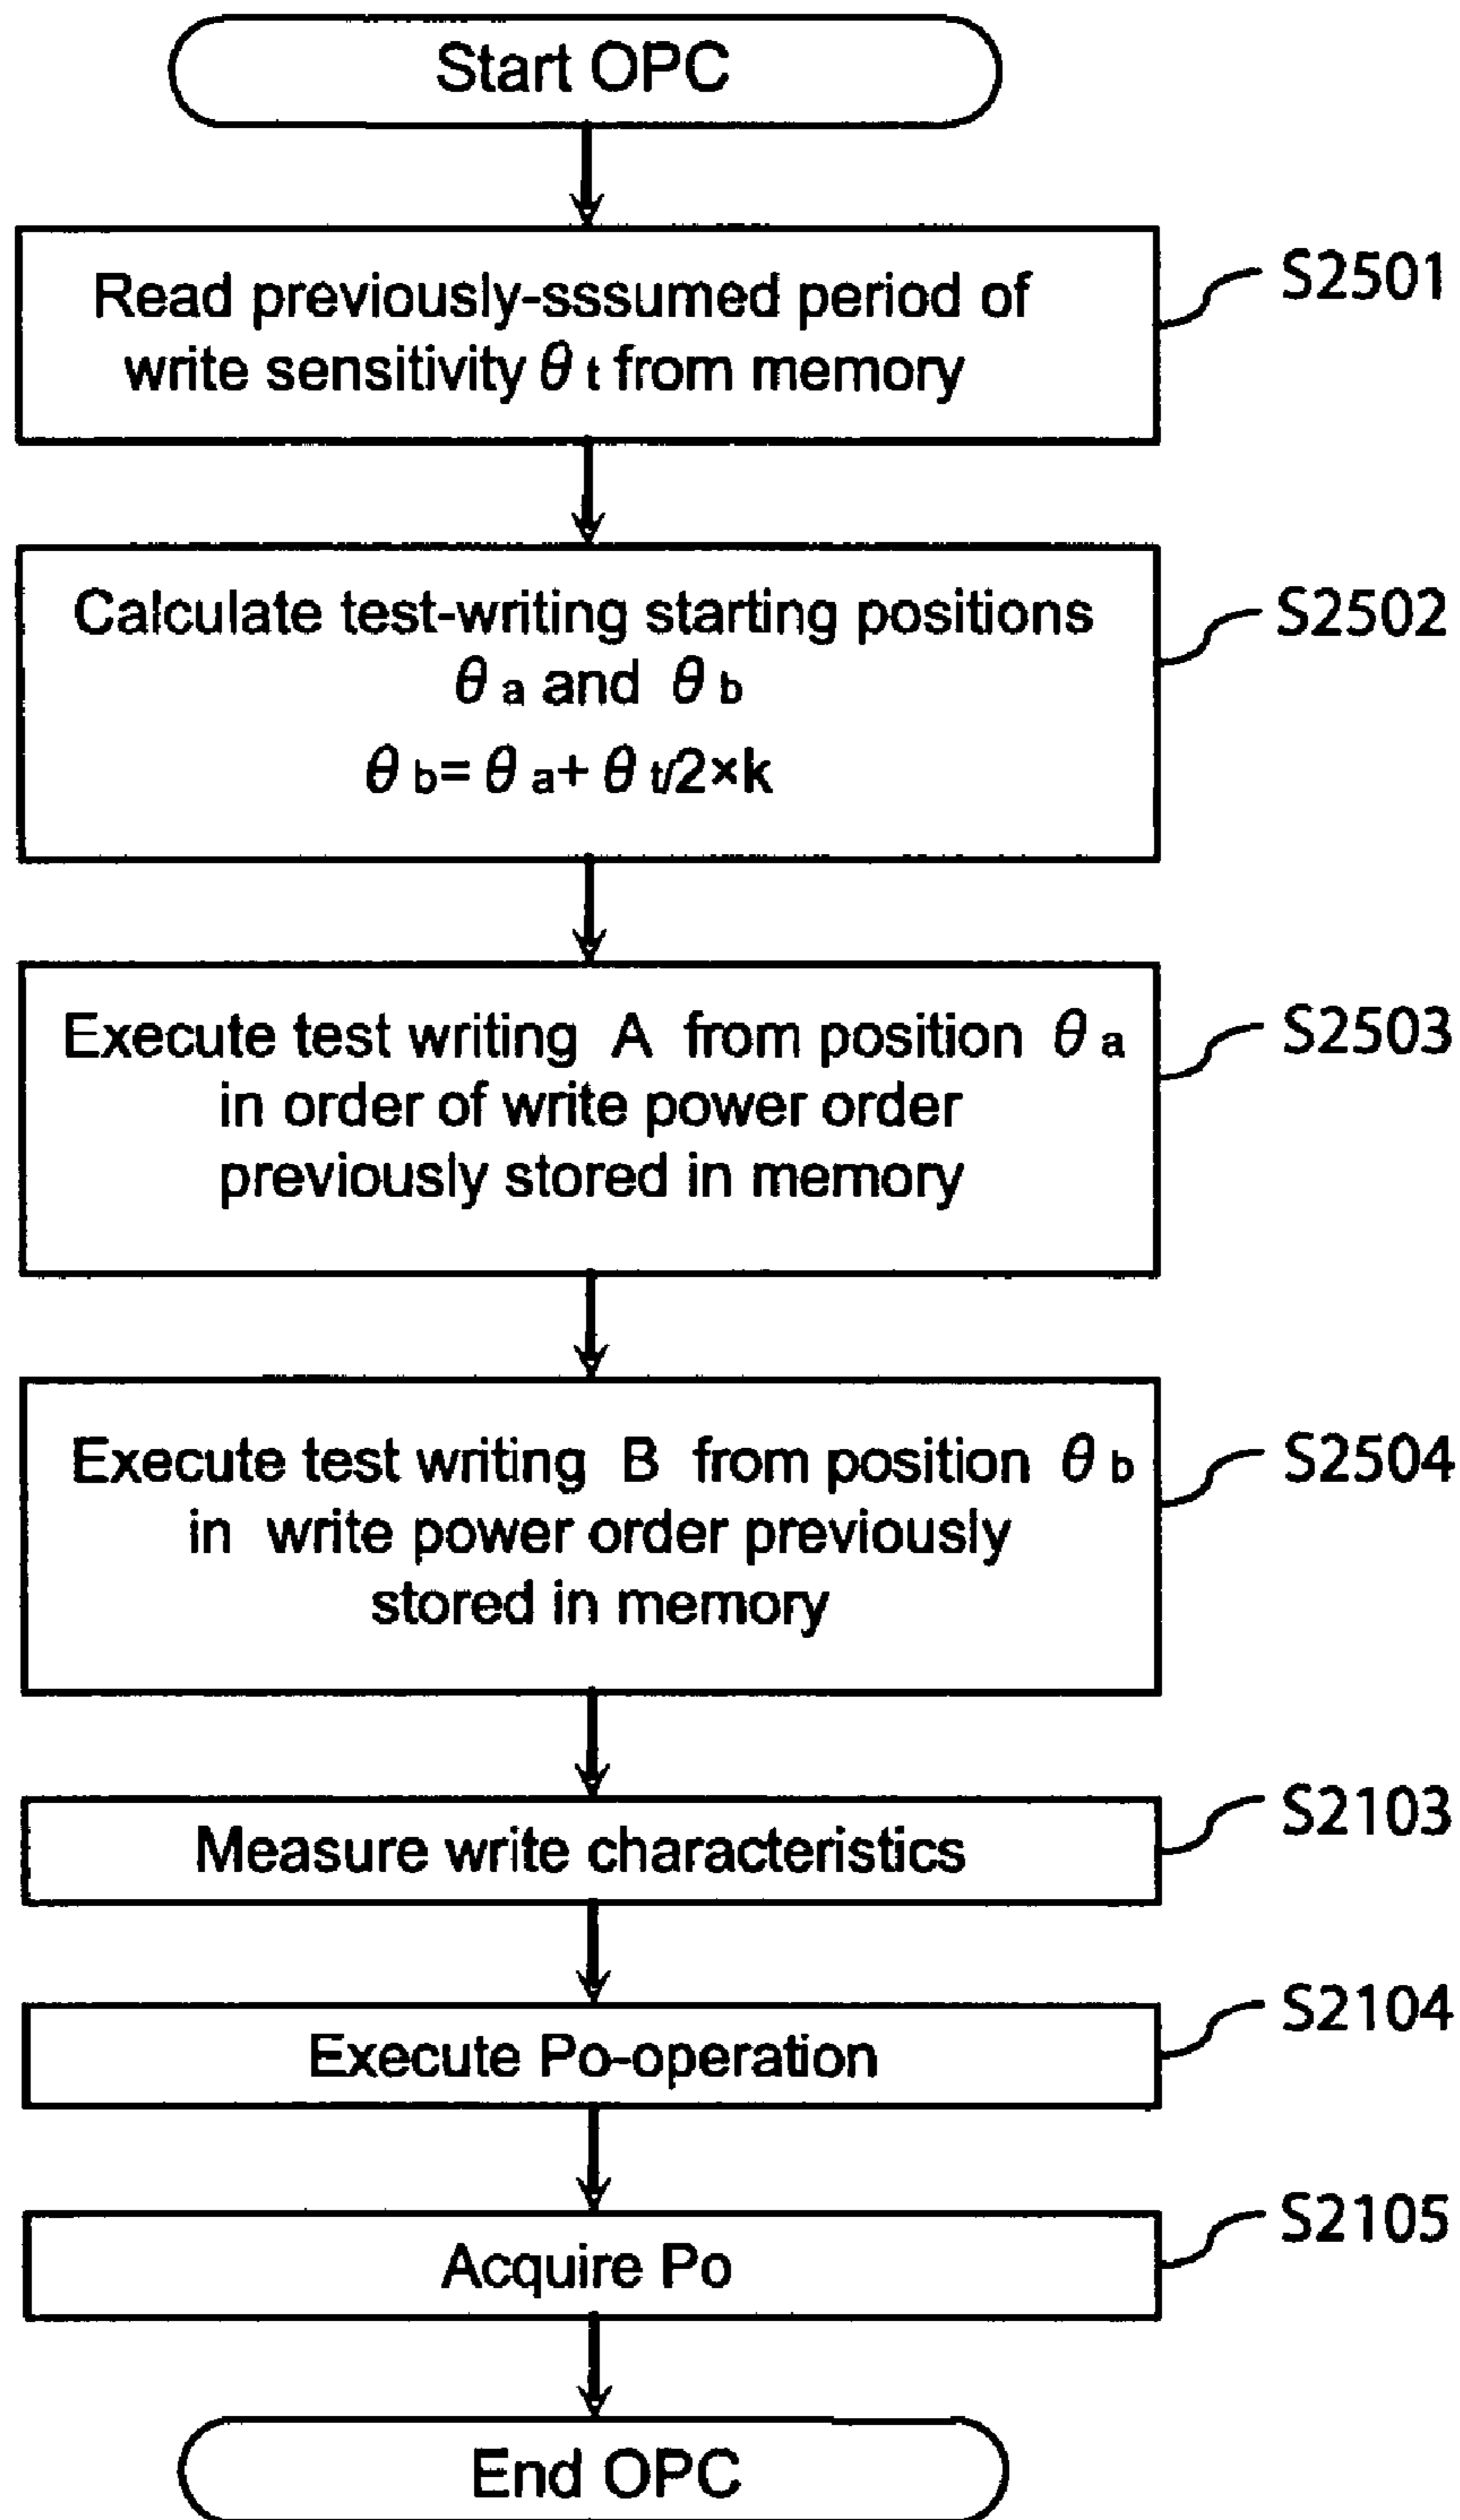 Start OPC
Read previously-sssumed period of
write sensitivity θ t from memory
S2501
Calculate test-writing starting positions
θ a and θ b
θ b= θ a+ θ t/2×k
S2502
Execute test writing A from position θ a
in order of write power order
previously stored in memory
S2503
Execute test writing B from position θ b
in write power order previously
stored in memory
S2504
Measure write characteristics
S2103
Execute Po-operation
S2104
Acquire Po
S2105
End OPC